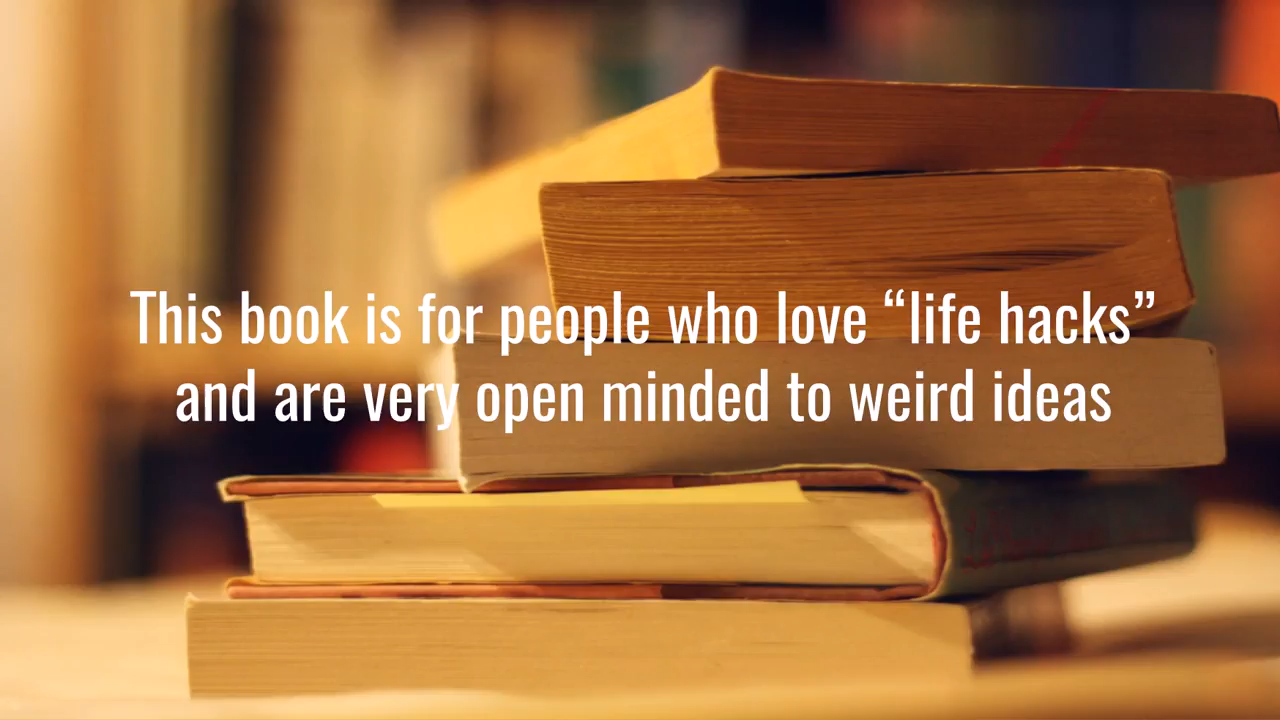 This book is for people who love “life hacks”
and are very open minded to weird ideas